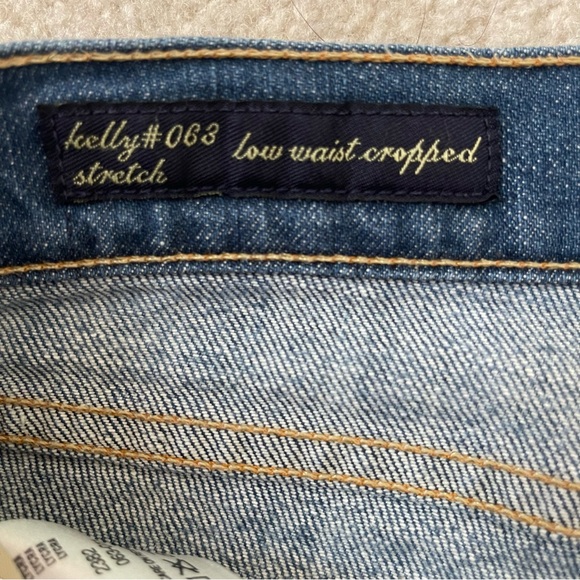 kelly#063
stretch
low waist cropped